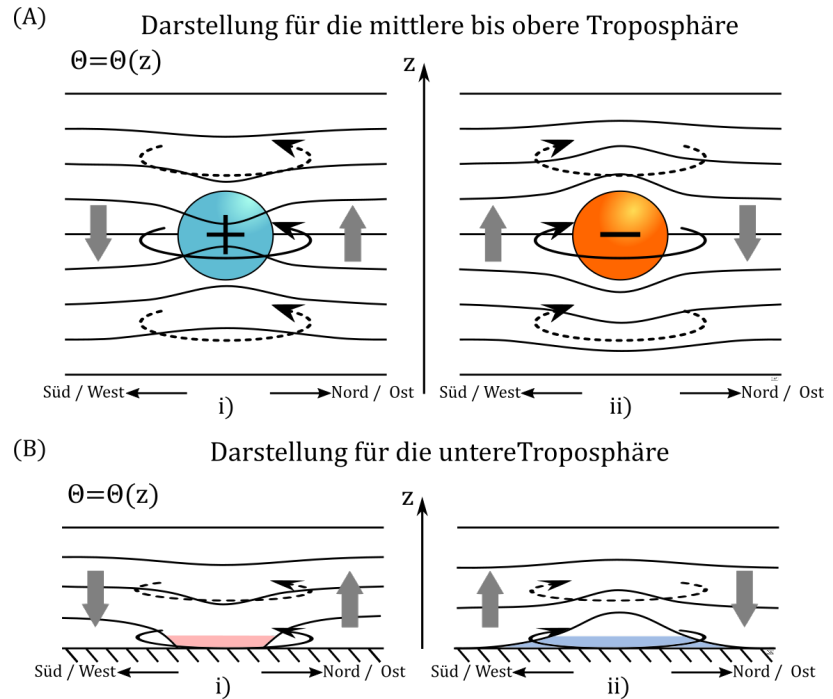 (A)
Darstellung für die mittlere bis obere Troposphäre
Θ=Θ(z)
z
+
−
Süd / West
Nord / Ost
Süd / West
Nord / Ost
i)
ii)
(B)
Darstellung für die untereTroposphäre
Θ=Θ(z)
z
Süd / West
Nord / Ost
Süd / West
Nord / Ost
i)
ii)